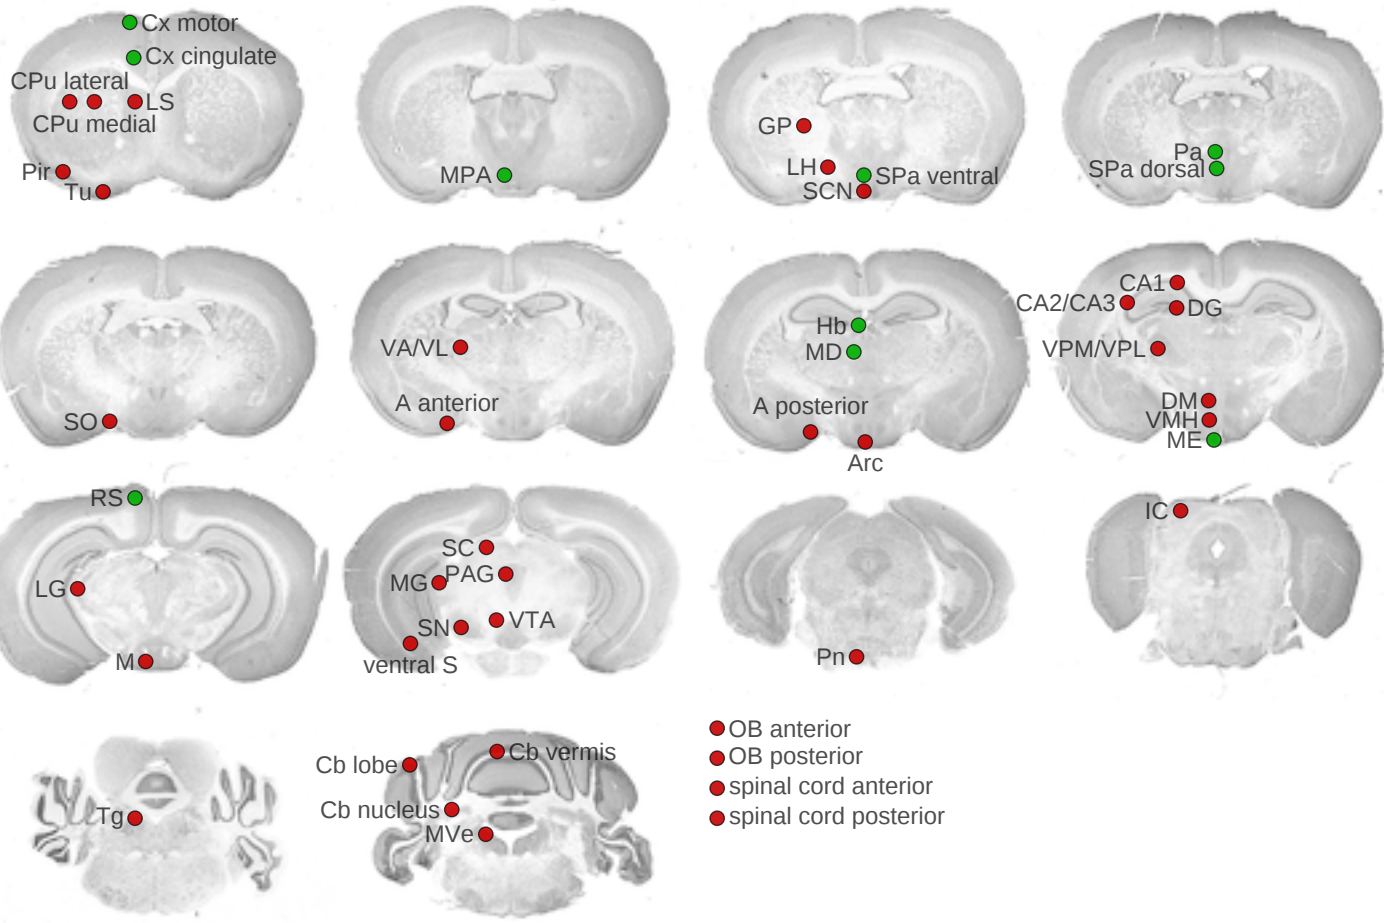 Cx motor
Cx cingulate
CPu lateral
LS
CPu medial
Pir
Tu
MPA
GP
LH
SPa ventral
SCN
Pa
SPa dorsal
SO
VA/VL
A anterior
Hb
MD
A posterior
Arc
CA1
CA2/CA3
DG
VPM/VPL
DM
VMH
ME
RS
LG
M
SC
MG
PAG
SN
VTA
ventral S
Pn
IC
Tg
Cb lobe
Cb vermis
Cb nucleus
MVe
OB anterior
OB posterior
spinal cord anterior
spinal cord posterior